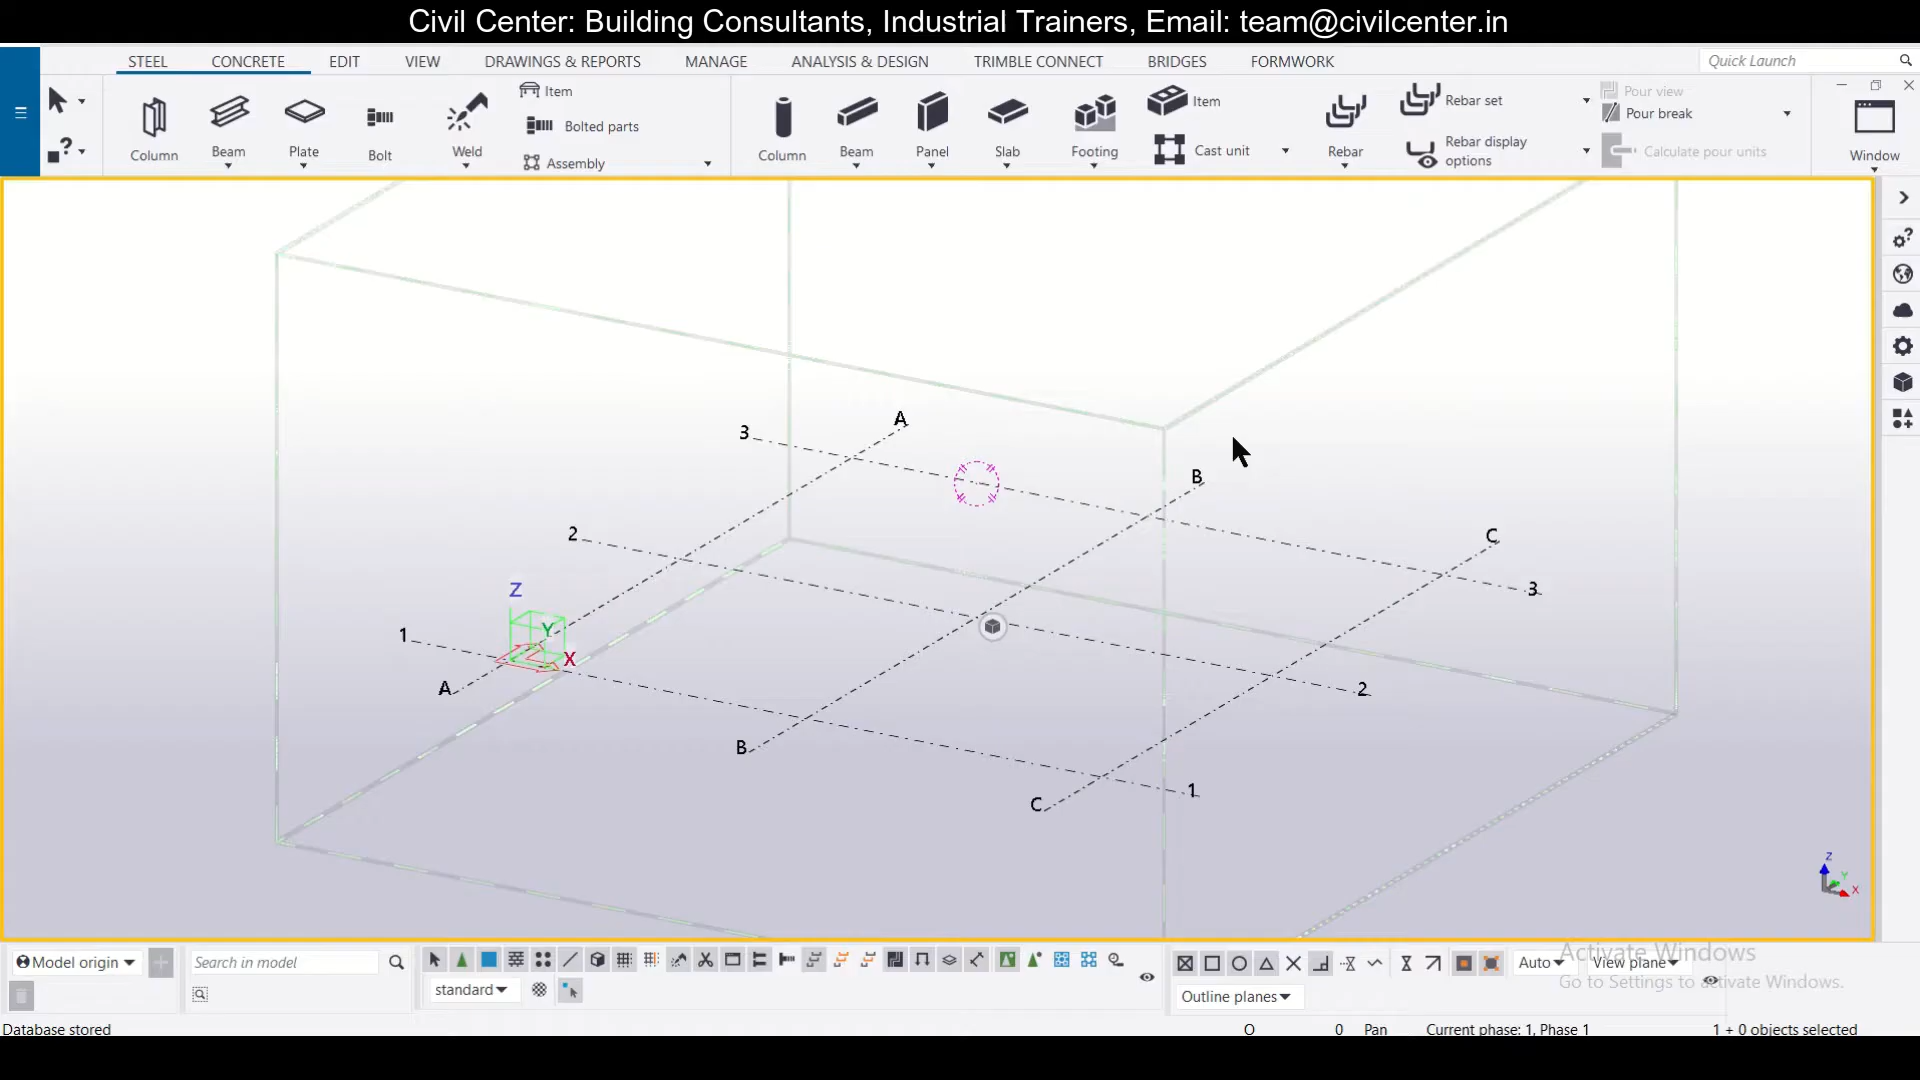 Civil Center: Building Consultants, Industrial Trainers, Email: team@civilcenter.in
STEEL CONCRETE EDIT VIEW DRAWINGS & REPORTS MANAGE ANALYSIS & DESIGN TRIMBLE CONNECT BRIDGES FORMWORK Quick Launch
Item Item Rebar set Pour view
Pour break
Bolted parts
Column Beam Plate Bolt Weld Assembly Column Beam Panel Slab Footing Cast unit Rebar Rebar display options Calculate pour units Window
A
3
B
2
C
Z
3
Y
1
X
A
2
B
1
C
Z
Y
X
Model origin Search in model Auto View plane
Activate Windows
Go to Settings to activate Windows.
standard Outline planes
Database stored O 0 Pan Current phase: 1, Phase 1 1 + 0 objects selected